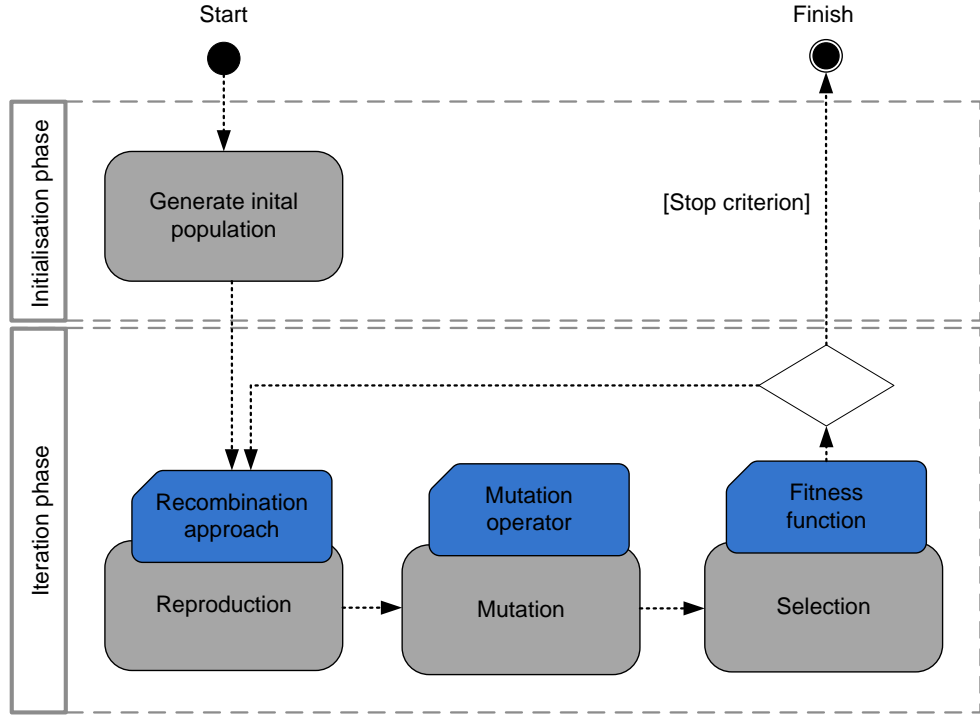 Start
Finish
Initialisation phase
Generate inital
population
[Stop criterion]
Iteration phase
Recombination
approach
Reproduction
Mutation
operator
Mutation
Fitness
function
Selection